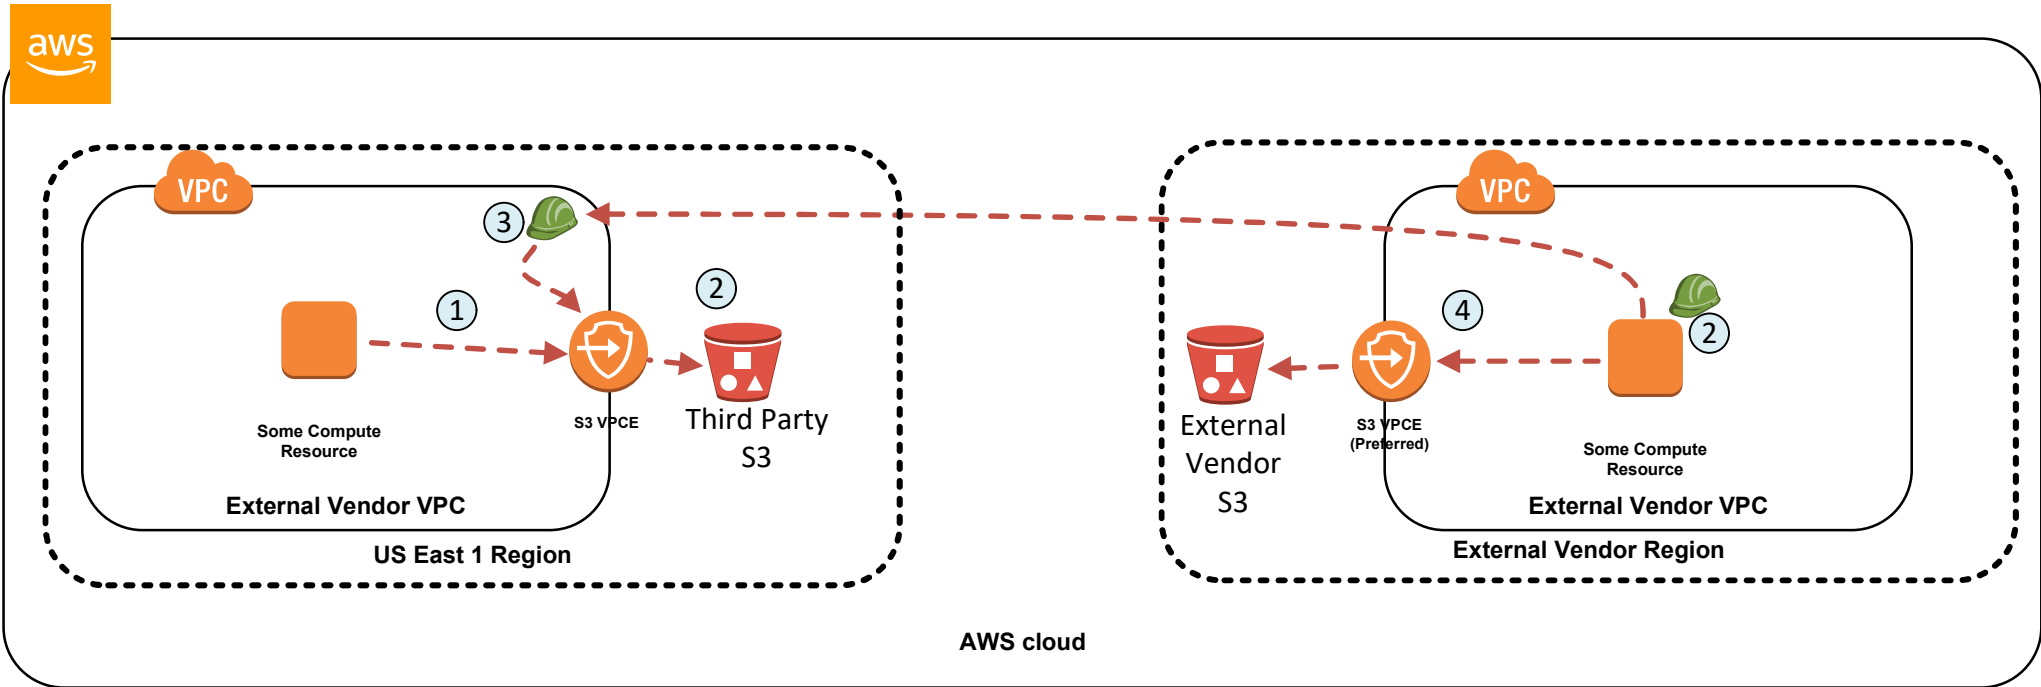 aws
VPC
3
1
2
Some Compute
Resource
S3 VPCE
Third Party
S3
External Vendor VPC
US East 1 Region
VPC
4
2
External
Vendor
S3
S3 VPCE
(Preferred)
Some Compute
Resource
External Vendor VPC
External Vendor Region
AWS cloud